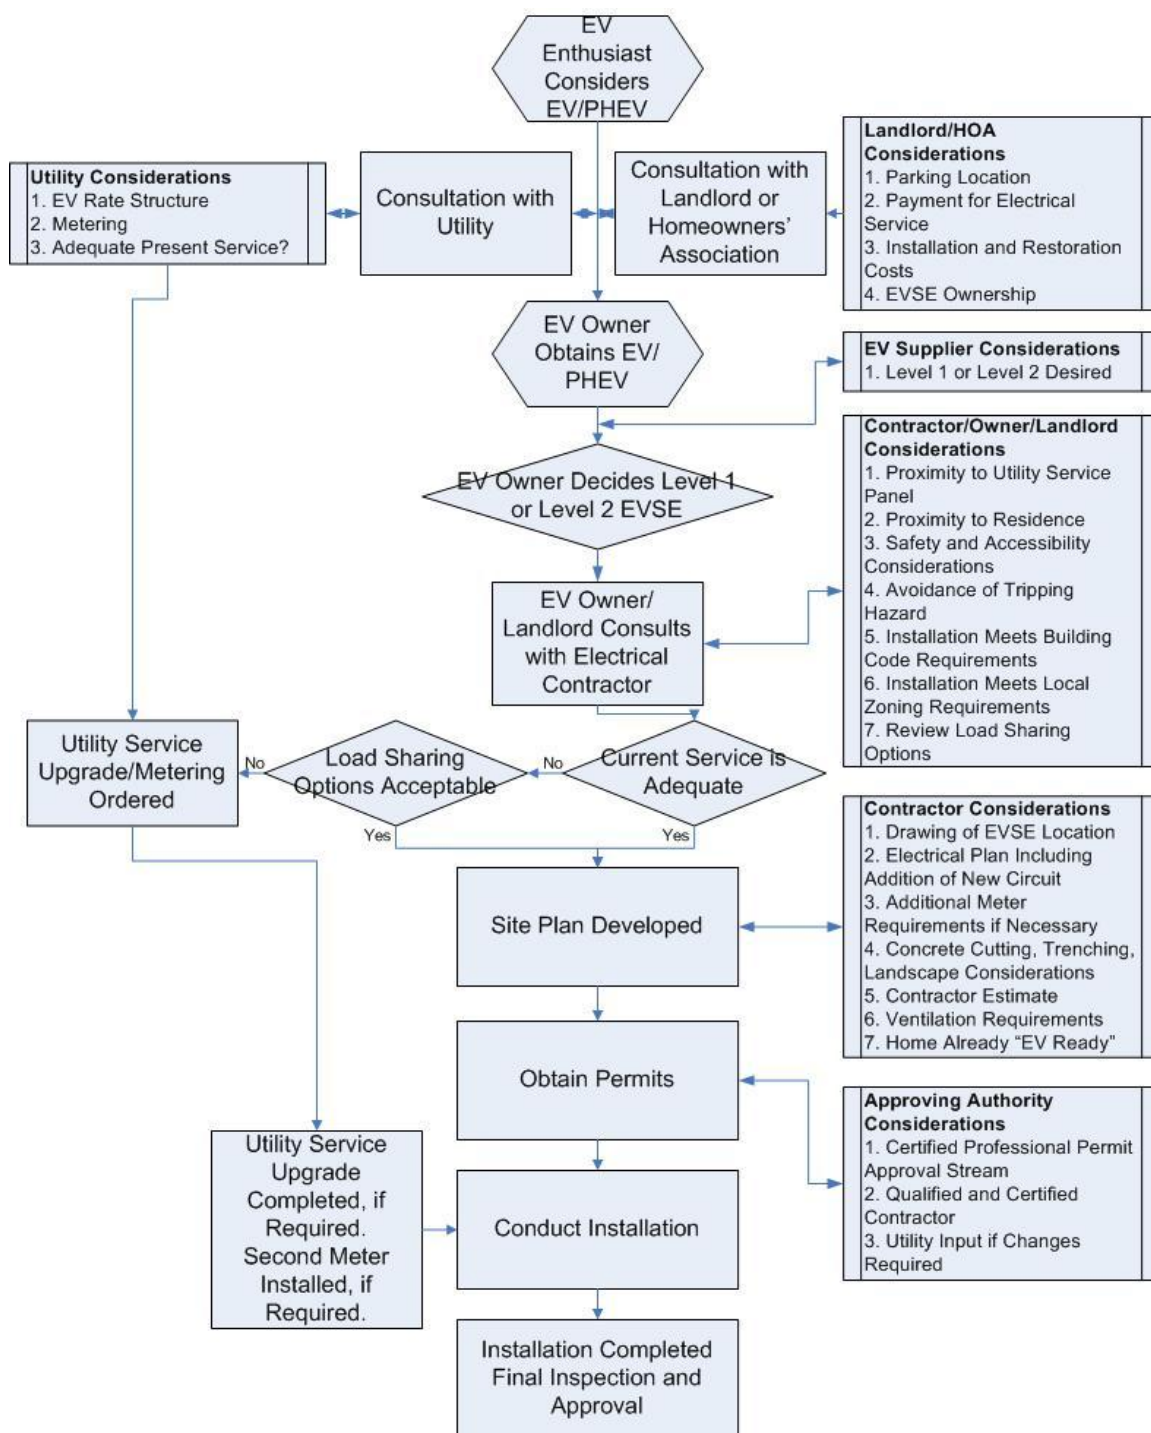 EV
Enthusiast
Considers
EV/PHEV
Utility Considerations
1. EV Rate Structure
2. Metering
3. Adequate Present Service?
Consultation with
Utility
Consultation with
Landlord or
Homeowners’
Association
Landlord/HOA
Considerations
1. Parking Location
2. Payment for Electrical
Service
3. Installation and Restoration
Costs
4. EVSE Ownership
EV Owner
Obtains EV/
PHEV
EV Supplier Considerations
1. Level 1 or Level 2 Desired
EV Owner Decides Level 1
or Level 2 EVSE
Contractor/Owner/Landlord
Considerations
1. Proximity to Utility Service
Panel
2. Proximity to Residence
3. Safety and Accessibility
Considerations
4. Avoidance of Tripping
Hazard
5. Installation Meets Building
Code Requirements
6. Installation Meets Local
Zoning Requirements
7. Review Load Sharing
Options
EV Owner/
Landlord Consults
with Electrical
Contractor
Utility Service
Upgrade/Metering
Ordered
No
Load Sharing
Options Acceptable
No
Current Service is
Adequate
Yes
Yes
Contractor Considerations
1. Drawing of EVSE Location
2. Electrical Plan Including
Addition of New Circuit
3. Additional Meter
Requirements if Necessary
4. Concrete Cutting, Trenching,
Landscape Considerations
5. Contractor Estimate
6. Ventilation Requirements
7. Home Already “EV Ready”
Site Plan Developed
Obtain Permits
Approving Authority
Considerations
1. Certified Professional Permit
Approval Stream
2. Qualified and Certified
Contractor
3. Utility Input if Changes
Required
Utility Service
Upgrade
Completed, if
Required.
Second Meter
Installed, if
Required.
Conduct Installation
Installation Completed
Final Inspection and
Approval